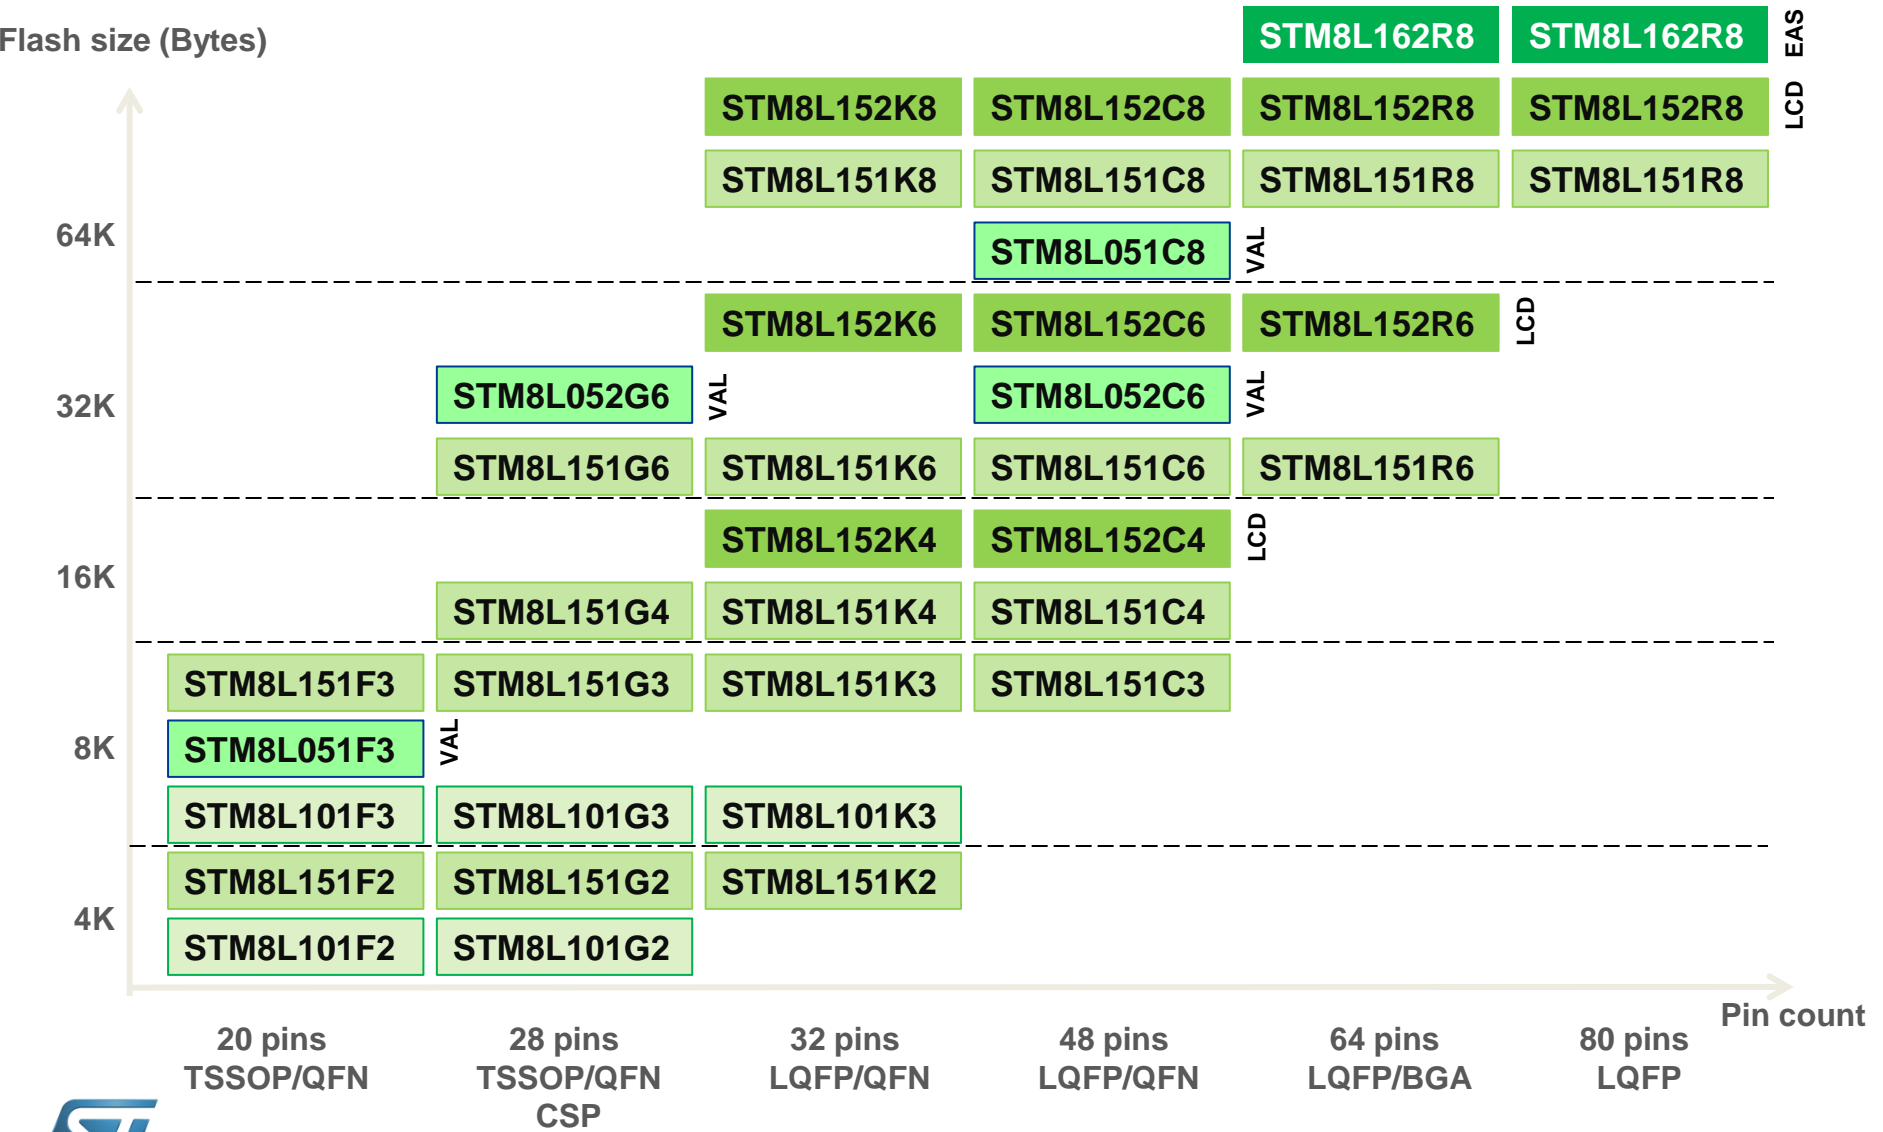 Flash size (Bytes)
STM8L162R8 STM8L162R8 EAS
STM8L152K8 STM8L152C8 STM8L152R8 STM8L152R8 LCD
STM8L151K8 STM8L151C8 STM8L151R8 STM8L151R8
64K STM8L051C8 VAL
STM8L152K6 STM8L152C6 STM8L152R6 LCD
32K STM8L052G6 VAL STM8L052C6 VAL
STM8L151G6 STM8L151K6 STM8L151C6 STM8L151R6
STM8L152K4 STM8L152C4 LCD
16K
STM8L151G4 STM8L151K4 STM8L151C4
STM8L151F3 STM8L151G3 STM8L151K3 STM8L151C3
8K STM8L051F3 VAL
STM8L101F3 STM8L101G3 STM8L101K3
STM8L151F2 STM8L151G2 STM8L151K2
4K
STM8L101F2 STM8L101G2
Pin count
20 pins 28 pins 32 pins 48 pins 64 pins 80 pins
TSSOP/QFN TSSOP/QFN LQFP/QFN LQFP/QFN LQFP/BGA LQFP
CSP